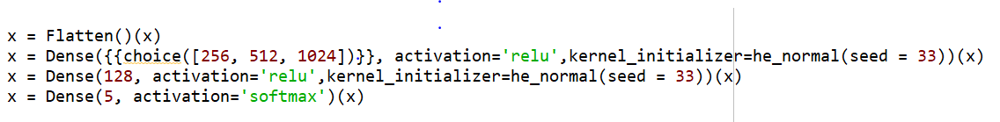 x = Flatten()(x)
x = Dense({{choice([256, 512, 1024])}}, activation='relu',kernel_initializer=he_normal(seed = 33))(x)
x = Dense(128, activation='relu',kernel_initializer=he_normal(seed = 33))(x)
x = Dense(5, activation='softmax')(x)